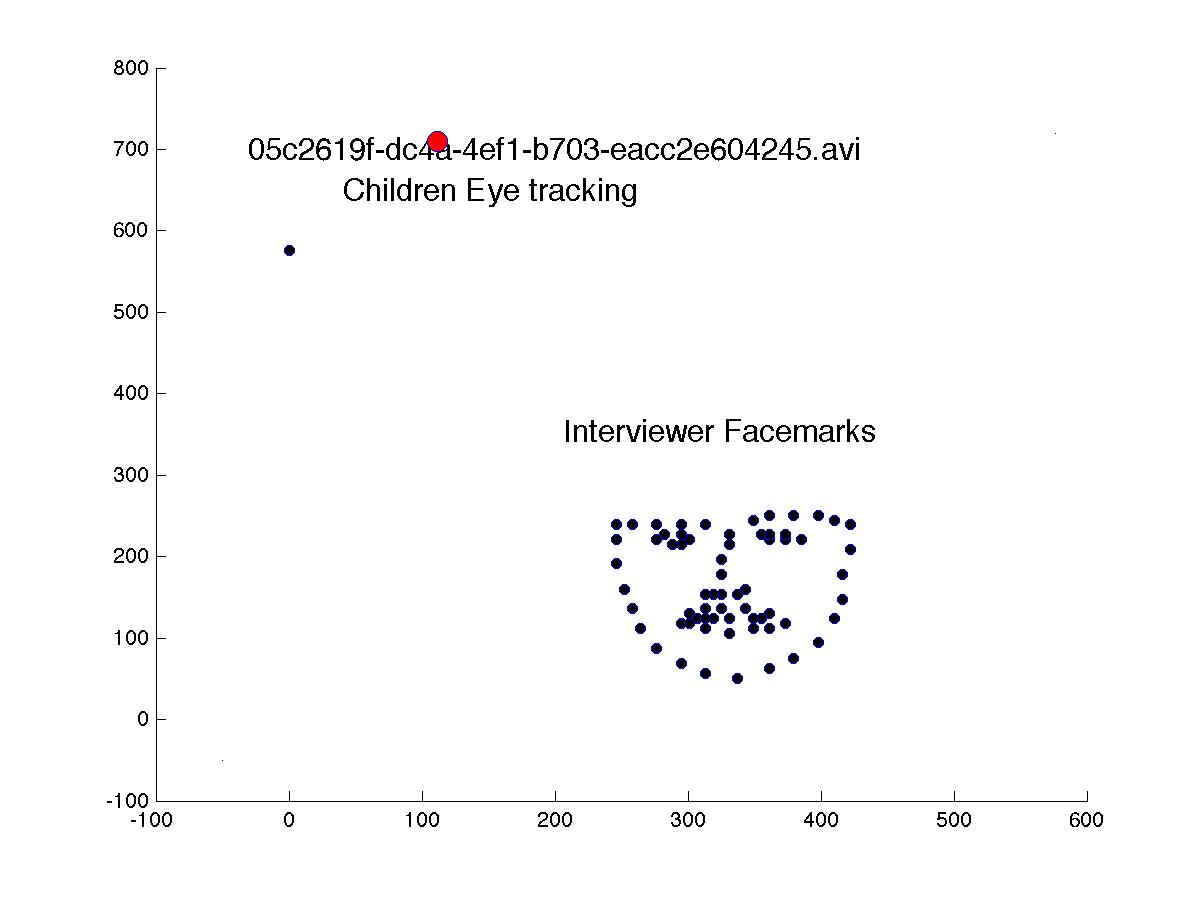 800
05c2619f-dc4a-4ef1-b703-eacc2e604245.avi
700
Children Eye tracking
600
500
400
Interviewer Facemarks
300
200
100
0
-100
-100 0 100 200 300 400 500 600